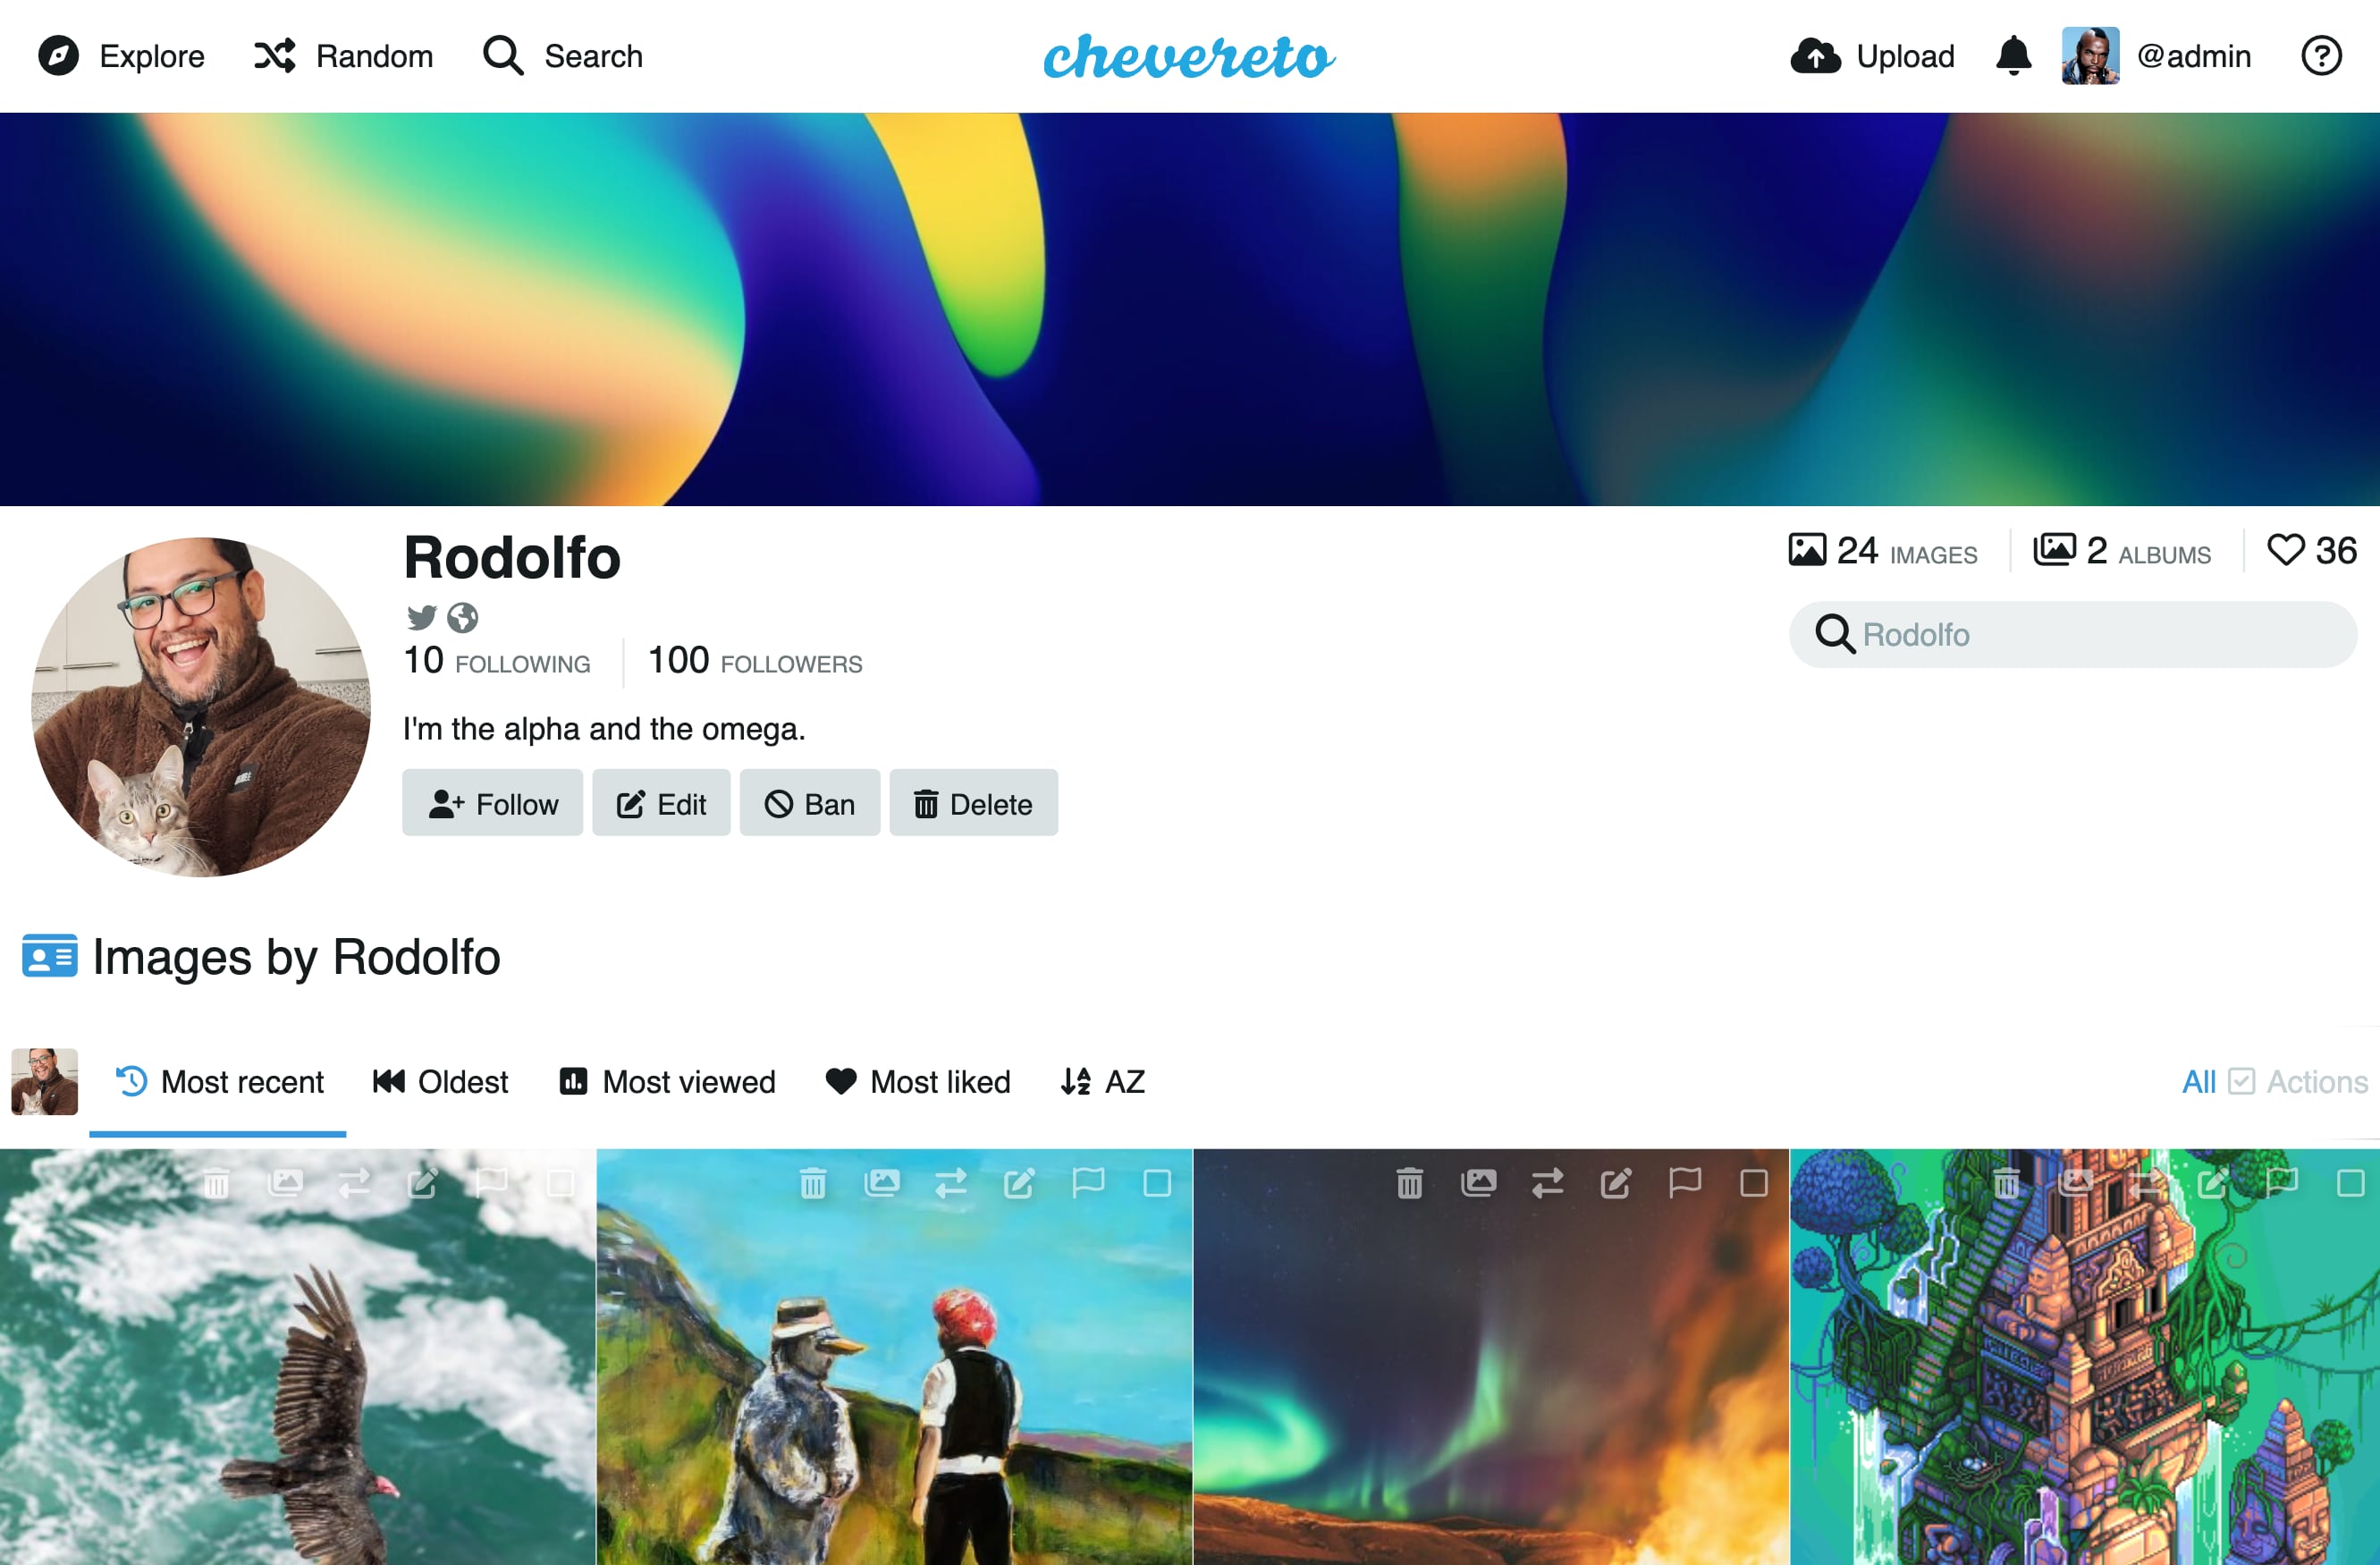 Explore Random Search chevereto Upload @admin
Rodolfo
24 IMAGES 2 ALBUMS 36
Rodolfo
10 FOLLOWING 100 FOLLOWERS
I'm the alpha and the omega.
Follow Edit Ban Delete
Images by Rodolfo
Most recent Oldest Most viewed Most liked AZ All Actions